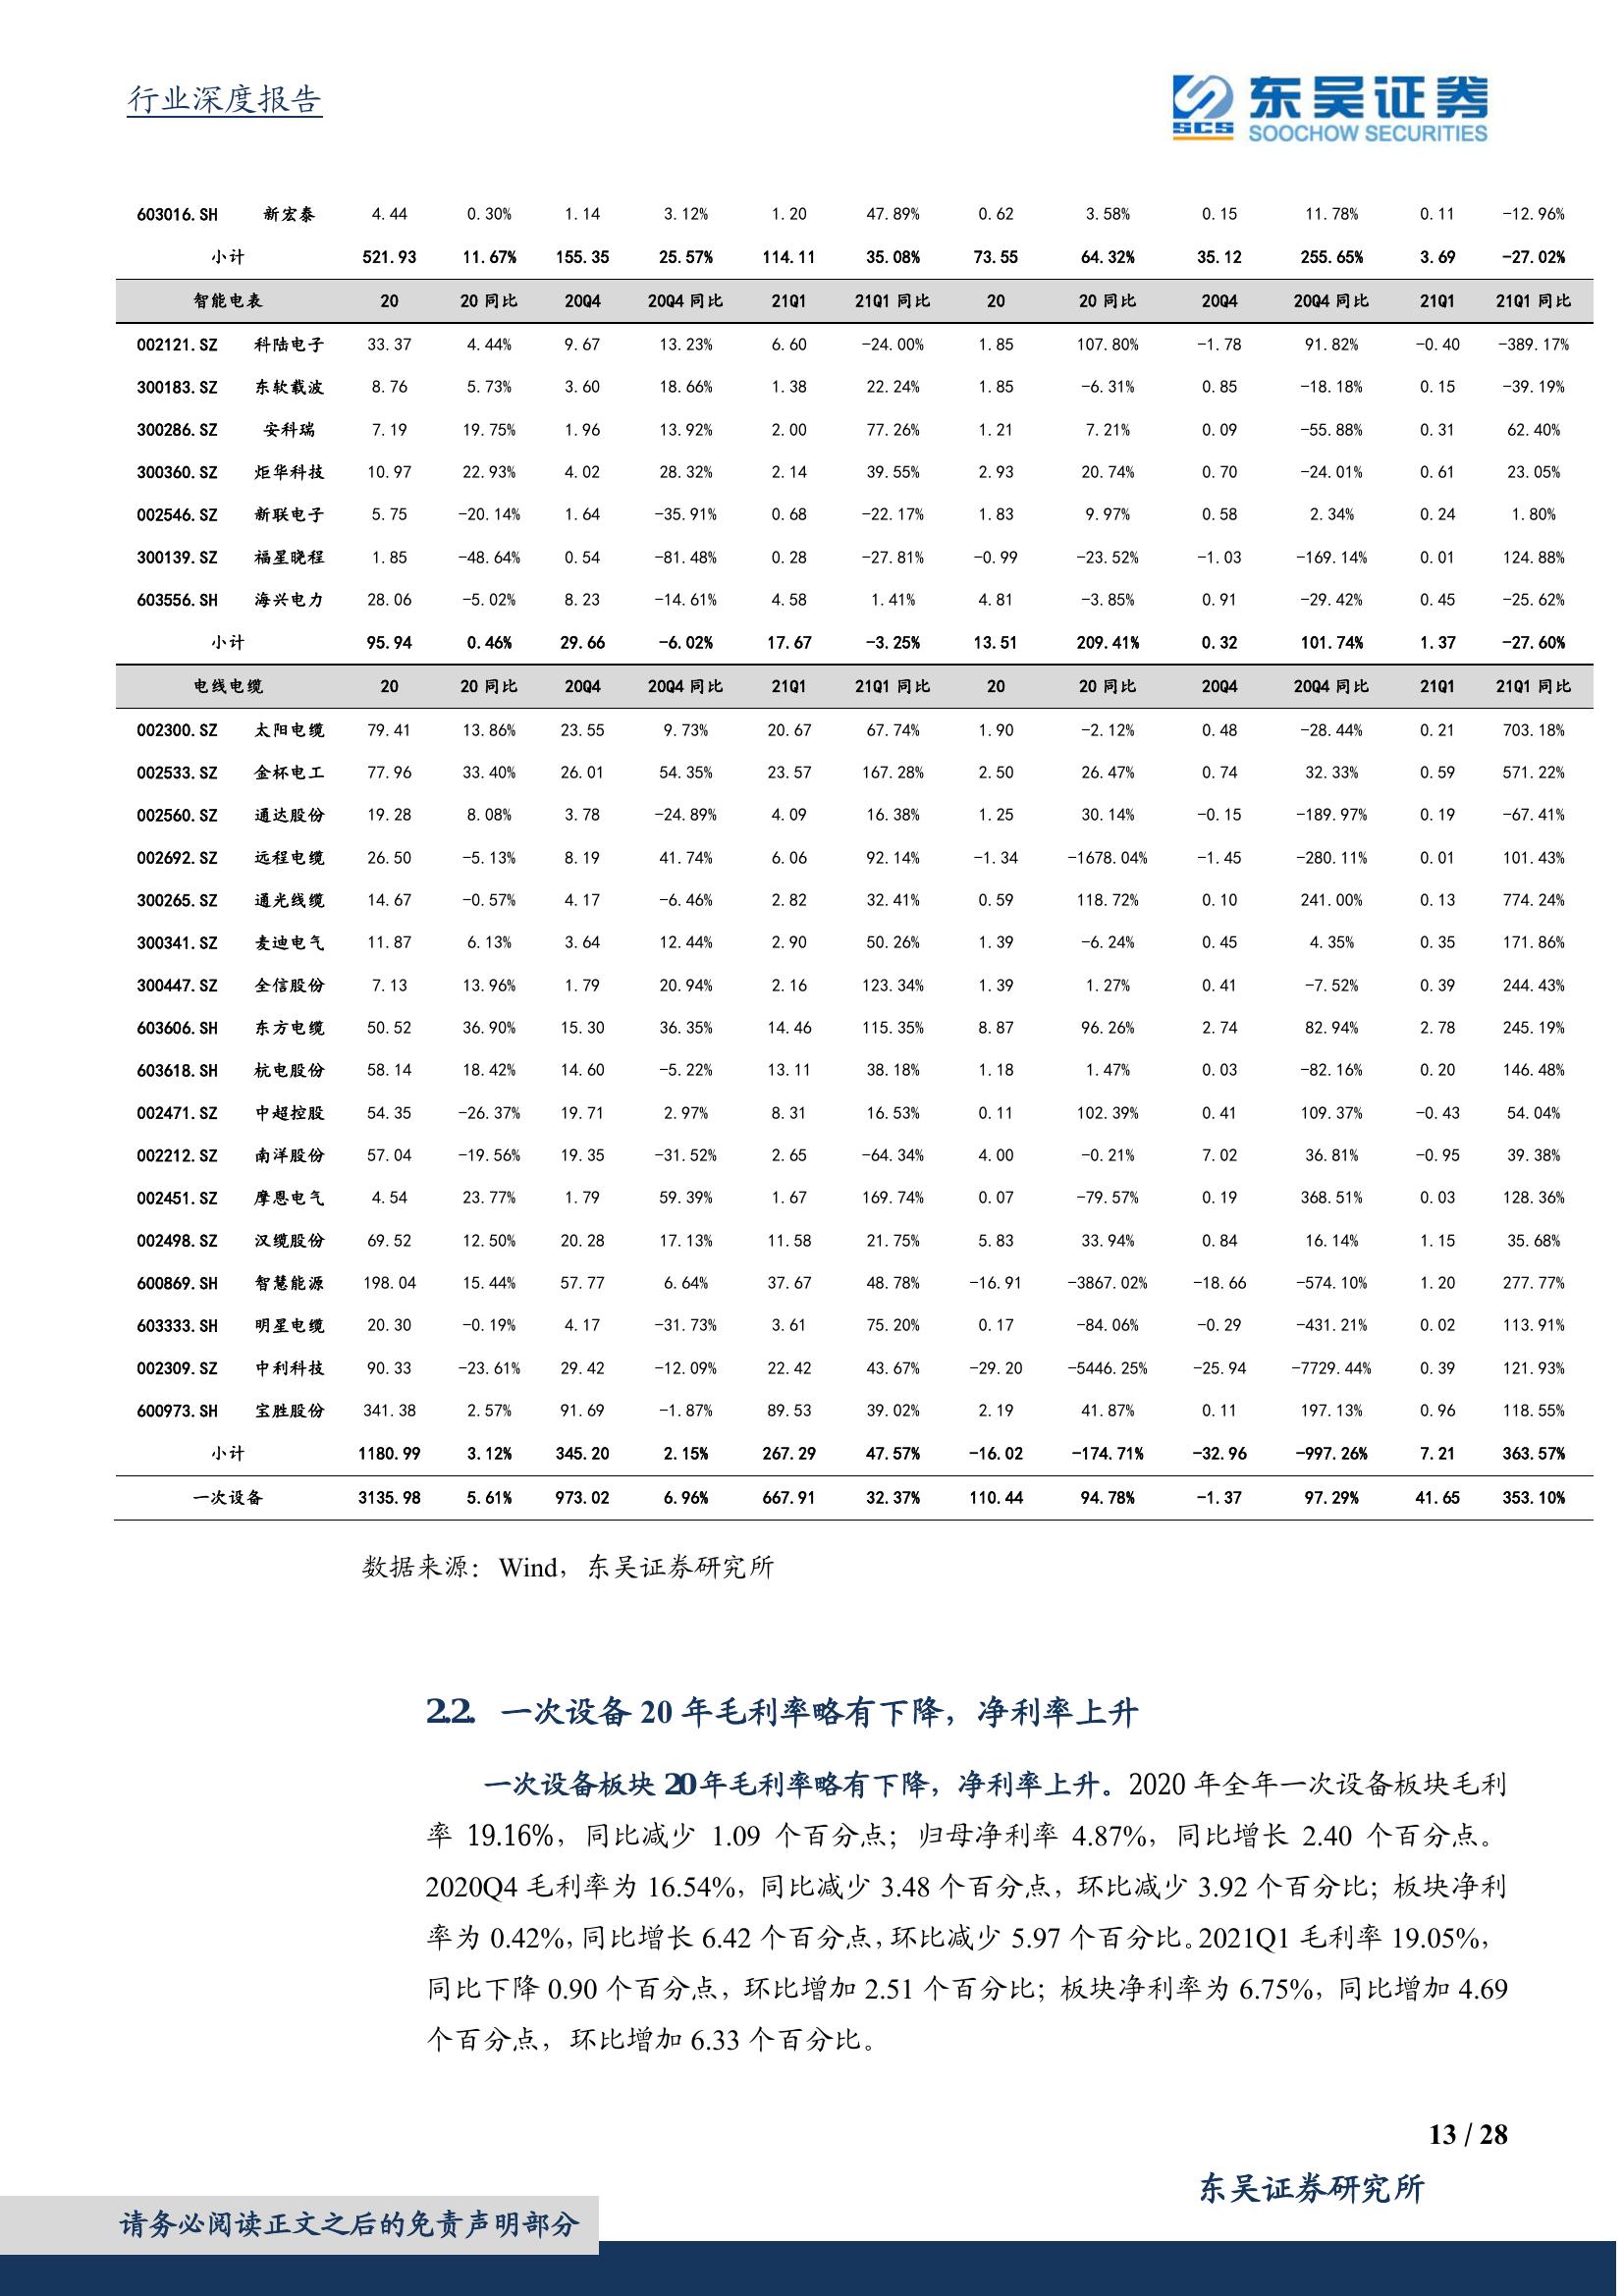 行业深度报告
东吴证券
SCS SOOCHOW SECURITIES
603016.SH 新宏泰 4.44 0.30% 1.14 3.12% 1.20 47.89% 0.62 3.58% 0.15 11.78% 0.11 -12.96%
小计 521.93 11.67% 155.35 25.57% 114.11 35.08% 73.55 64.32% 35.12 255.65% 3.69 -27.02%
智能电表 20 20 同比 20Q4 20Q4 同比 21Q1 21Q1 同比 20 20 同比 20Q4 20Q4 同比 21Q1 21Q1 同比
002121.SZ 科陆电子 33.37 4.44% 9.67 13.23% 6.60 -24.00% 1.85 107.80% -1.78 91.82% -0.40 -389.17%
300183.SZ 东软载波 8.76 5.73% 3.60 18.66% 1.38 22.24% 1.85 -6.31% 0.85 -18.18% 0.15 -39.19%
300286.SZ 安科瑞 7.19 19.75% 1.96 13.92% 2.00 77.26% 1.21 7.21% 0.09 -55.88% 0.31 62.40%
300360.SZ 炬华科技 10.97 22.93% 4.02 28.32% 2.14 39.55% 2.93 20.74% 0.70 -24.01% 0.61 23.05%
002546.SZ 新联电子 5.75 -20.14% 1.64 -35.91% 0.68 -22.17% 1.83 9.97% 0.58 2.34% 0.24 1.80%
300139.SZ 福星晓程 1.85 -48.64% 0.54 -81.48% 0.28 -27.81% -0.99 -23.52% -1.03 -169.14% 0.01 124.88%
603556.SH 海兴电力 28.06 -5.02% 8.23 -14.61% 4.58 1.41% 4.81 -3.85% 0.91 -29.42% 0.45 -25.62%
小计 95.94 0.46% 29.66 -6.02% 17.67 -3.25% 13.51 209.41% 0.32 101.74% 1.37 -27.60%
电线电缆 20 20 同比 20Q4 20Q4 同比 21Q1 21Q1 同比 20 20 同比 20Q4 20Q4 同比 21Q1 21Q1 同比
002300.SZ 太阳电缆 79.41 13.86% 23.55 9.73% 20.67 67.74% 1.90 -2.12% 0.48 -28.44% 0.21 703.18%
002533.SZ 金杯电工 77.96 33.40% 26.01 54.35% 23.57 167.28% 2.50 26.47% 0.74 32.33% 0.59 571.22%
002560.SZ 通达股份 19.28 8.08% 3.78 -24.89% 4.09 16.38% 1.25 30.14% -0.15 -189.97% 0.19 -67.41%
002692.SZ 远程电缆 26.50 -5.13% 8.19 41.74% 6.06 92.14% -1.34 -1678.04% -1.45 -280.11% 0.01 101.43%
300265.SZ 通光线缆 14.67 -0.57% 4.17 -6.46% 2.82 32.41% 0.59 118.72% 0.10 241.00% 0.13 774.24%
300341.SZ 麦迪电气 11.87 6.13% 3.64 12.44% 2.90 50.26% 1.39 -6.24% 0.45 4.35% 0.35 171.86%
300447.SZ 全信股份 7.13 13.96% 1.79 20.94% 2.16 123.34% 1.39 1.27% 0.41 -7.52% 0.39 244.43%
603606.SH 东方电缆 50.52 36.90% 15.30 36.35% 14.46 115.35% 8.87 96.26% 2.74 82.94% 2.78 245.19%
603618.SH 杭电股份 58.14 18.42% 14.60 -5.22% 13.11 38.18% 1.18 1.47% 0.03 -82.16% 0.20 146.48%
002471.SZ 中超控股 54.35 -26.37% 19.71 2.97% 8.31 16.53% 0.11 102.39% 0.41 109.37% -0.43 54.04%
002212.SZ 南洋股份 57.04 -19.56% 19.35 -31.52% 2.65 -64.34% 4.00 -0.21% 7.02 36.81% -0.95 39.38%
002451.SZ 摩恩电气 4.54 23.77% 1.79 59.39% 1.67 169.74% 0.07 -79.57% 0.19 368.51% 0.03 128.36%
002498.SZ 汉缆股份 69.52 12.50% 20.28 17.13% 11.58 21.75% 5.83 33.94% 0.84 16.14% 1.15 35.68%
600869.SH 智慧能源 198.04 15.44% 57.77 6.64% 37.67 48.78% -16.91 -3867.02% -18.66 -574.10% 1.20 277.77%
603333.SH 明星电缆 20.30 -0.19% 4.17 -31.73% 3.61 75.20% 0.17 -84.06% -0.29 -431.21% 0.02 113.91%
002309.SZ 中利科技 90.33 -23.61% 29.42 -12.09% 22.42 43.67% -29.20 -5446.25% -25.94 -7729.44% 0.39 121.93%
600973.SH 宝胜股份 341.38 2.57% 91.69 -1.87% 89.53 39.02% 2.19 41.87% 0.11 197.13% 0.96 118.55%
小计 1180.99 3.12% 345.20 2.15% 267.29 47.57% -16.02 -174.71% -32.96 -997.26% 7.21 363.57%
一次设备 3135.98 5.61% 973.02 6.96% 667.91 32.37% 110.44 94.78% -1.37 97.29% 41.65 353.10%
数据来源：Wind，东吴证券研究所
2.2. 一次设备 20 年毛利率略有下降，净利率上升
一次设备板块 20 年毛利率略有下降，净利率上升。2020 年全年一次设备板块毛利
率 19.16%，同比减少 1.09 个百分点；归母净利率 4.87%，同比增长 2.40 个百分点。
2020Q4 毛利率为 16.54%，同比减少 3.48 个百分点，环比减少 3.92 个百分比；板块净利
率为 0.42%，同比增长 6.42 个百分点，环比减少 5.97 个百分比。2021Q1 毛利率 19.05%，
同比下降 0.90 个百分点，环比增加 2.51 个百分比；板块净利率为 6.75%，同比增加 4.69
个百分点，环比增加 6.33 个百分比。
13 / 28
东吴证券研究所
请务必阅读正文之后的免责声明部分